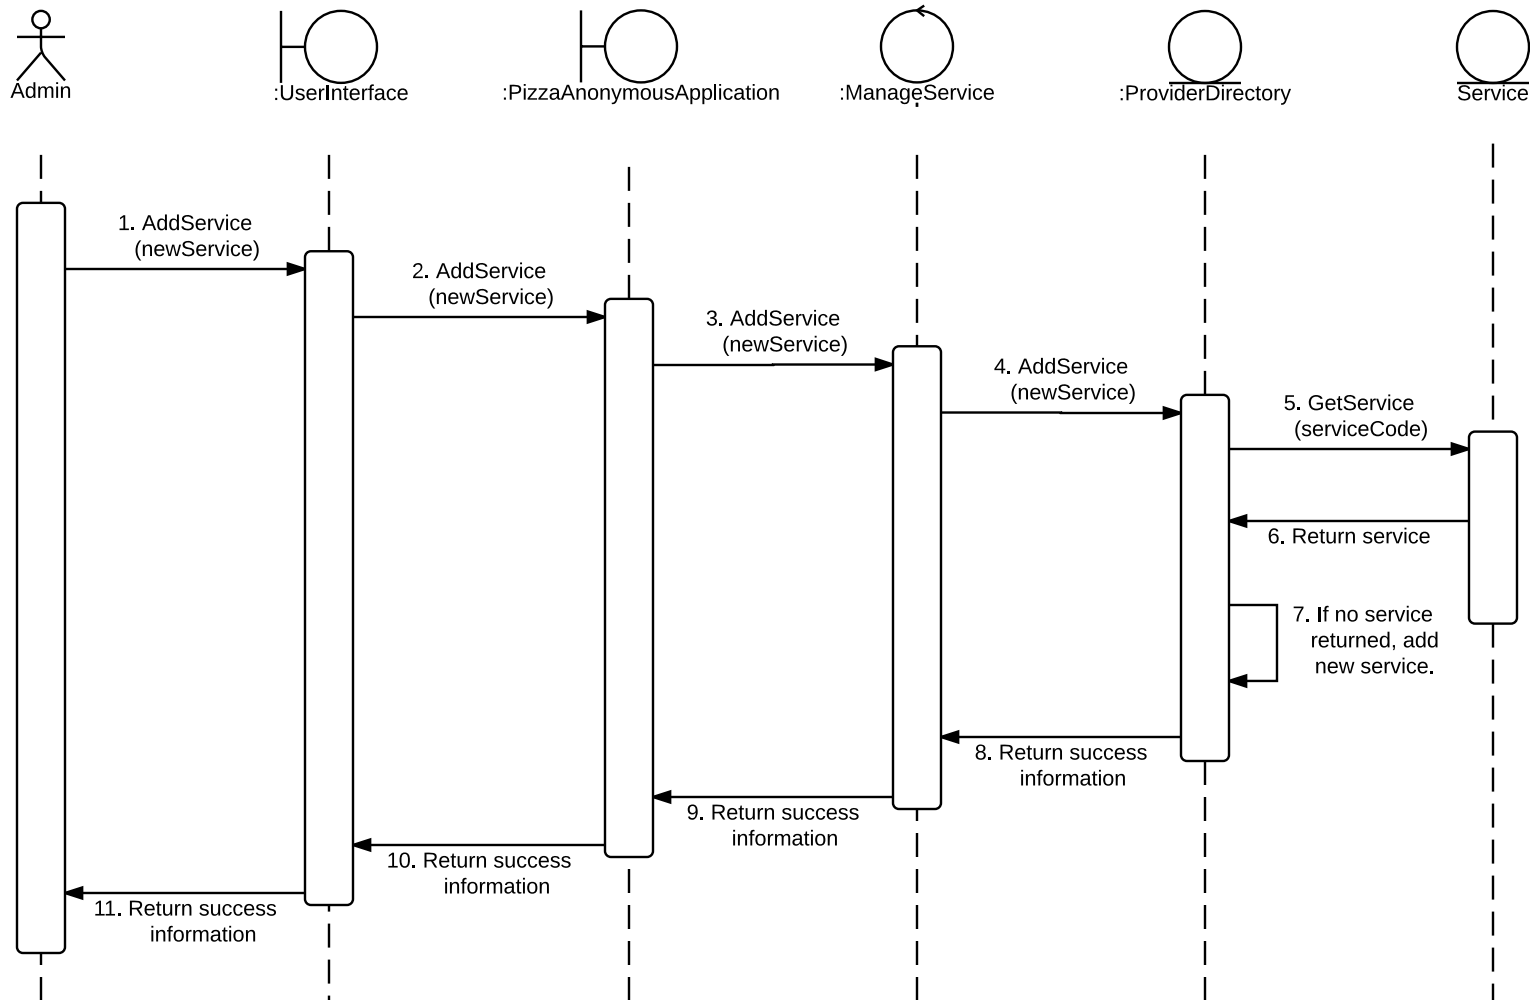 Admin
:UserInterface
:PizzaAnonymousApplication
:ManageService
:ProviderDirectory
Service
1. AddService
(newService)
2. AddService
(newService)
3. AddService
(newService)
4. AddService
(newService)
5. GetService
(serviceCode)
6. Return service
7. If no service
returned, add
new service.
8. Return success
information
9. Return success
information
10. Return success
information
11. Return success
information